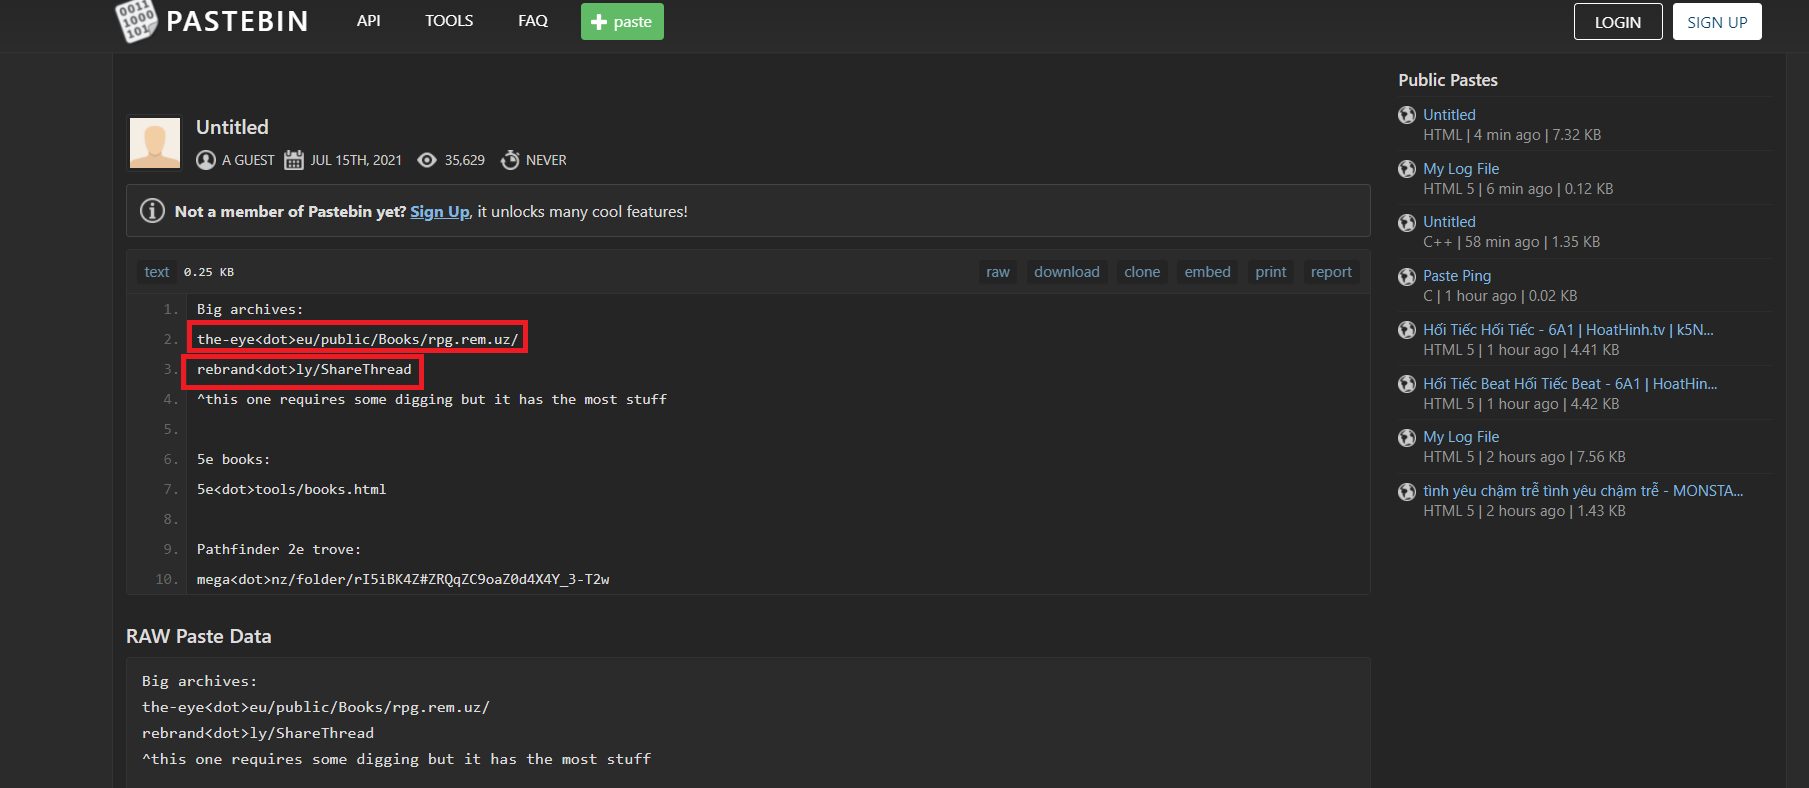 0011
1000
101
PASTEBIN API TOOLS FAQ + paste LOGIN SIGN UP
Untitled
A GUEST JUL 15TH, 2021 35,629 NEVER
Not a member of Pastebin yet? Sign Up, it unlocks many cool features!
text 0.25 KB raw download clone embed print report
1. Big archives:
2. the-eye<dot>eu/public/Books/rpg.rem.uz/
3. rebrand<dot>ly/ShareThread
4. ^this one requires some digging but it has the most stuff
5.
6. 5e books:
7. 5e<dot>tools/books.html
8.
9. Pathfinder 2e trove:
10. mega<dot>nz/folder/rI5iBK4Z#ZRQqZC9oaZ0d4X4Y_3-T2w
RAW Paste Data
Big archives:
the-eye<dot>eu/public/Books/rpg.rem.uz/
rebrand<dot>ly/ShareThread
^this one requires some digging but it has the most stuff
Public Pastes
Untitled
HTML | 4 min ago | 7.32 KB
My Log File
HTML 5 | 6 min ago | 0.12 KB
Untitled
C++ | 58 min ago | 1.35 KB
Paste Ping
C | 1 hour ago | 0.02 KB
Hối Tiếc Hối Tiếc - 6A1 | HoatHinh.tv | k5N...
HTML 5 | 1 hour ago | 4.41 KB
Hối Tiếc Beat Hối Tiếc Beat - 6A1 | HoatHin...
HTML 5 | 1 hour ago | 4.42 KB
My Log File
HTML 5 | 2 hours ago | 7.56 KB
tình yêu chậm trễ tình yêu chậm trễ - MONSTA...
HTML 5 | 2 hours ago | 1.43 KB